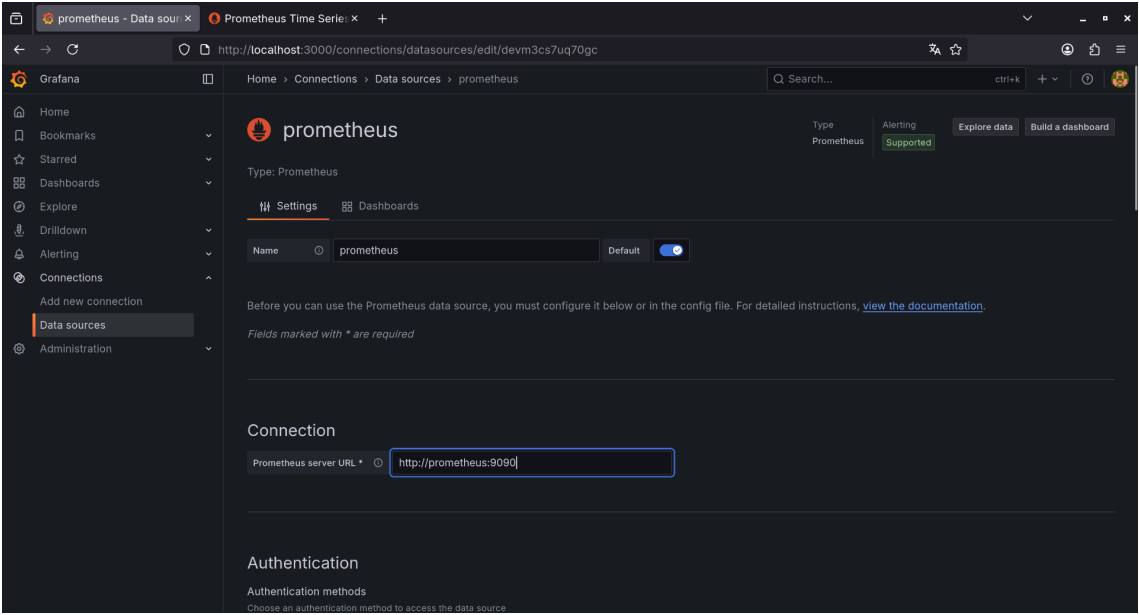 prometheus - Data sour
Prometheus Time Series
http://localhost:3000/connections/datasources/edit/devm3cs7uq70gc
Grafana
Home › Connections › Data sources › prometheus
Search...
ctrl+k
Home
Bookmarks
Starred
Dashboards
Explore
Drilldown
Alerting
Connections
Add new connection
Data sources
Administration
prometheus
Type
Prometheus
Alerting
Supported
Explore data
Build a dashboard
Type: Prometheus
Settings
Dashboards
Name
prometheus
Default
Before you can use the Prometheus data source, you must configure it below or in the config file. For detailed instructions, view the documentation.
Fields marked with * are required
Connection
Prometheus server URL *
http://prometheus:9090
Authentication
Authentication methods
Choose an authentication method to access the data source